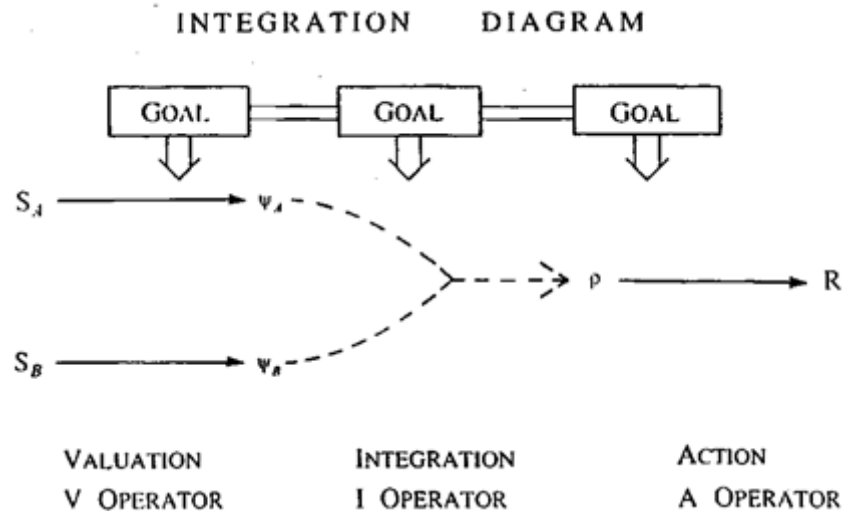 INTEGRATION DIAGRAM
GOAL GOAL GOAL
S_A ψ_A
ρ R
S_B ψ_B
VALUATION INTEGRATION ACTION
V OPERATOR I OPERATOR A OPERATOR